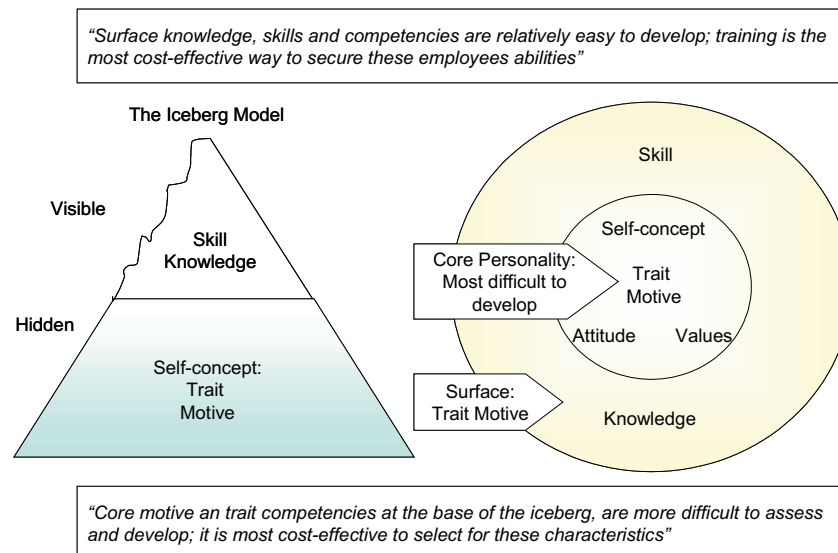 “Surface knowledge, skills and competencies are relatively easy to develop; training is the
most cost-effective way to secure these employees abilities”
The Iceberg Model
Visible
Skill
Knowledge
Hidden
Self-concept:
Trait
Motive
Skill
Self-concept
Core Personality:
Most difficult to
develop
Trait
Motive
Attitude Values
Surface:
Trait Motive
Knowledge
“Core motive an trait competencies at the base of the iceberg, are more difficult to assess
and develop; it is most cost-effective to select for these characteristics”